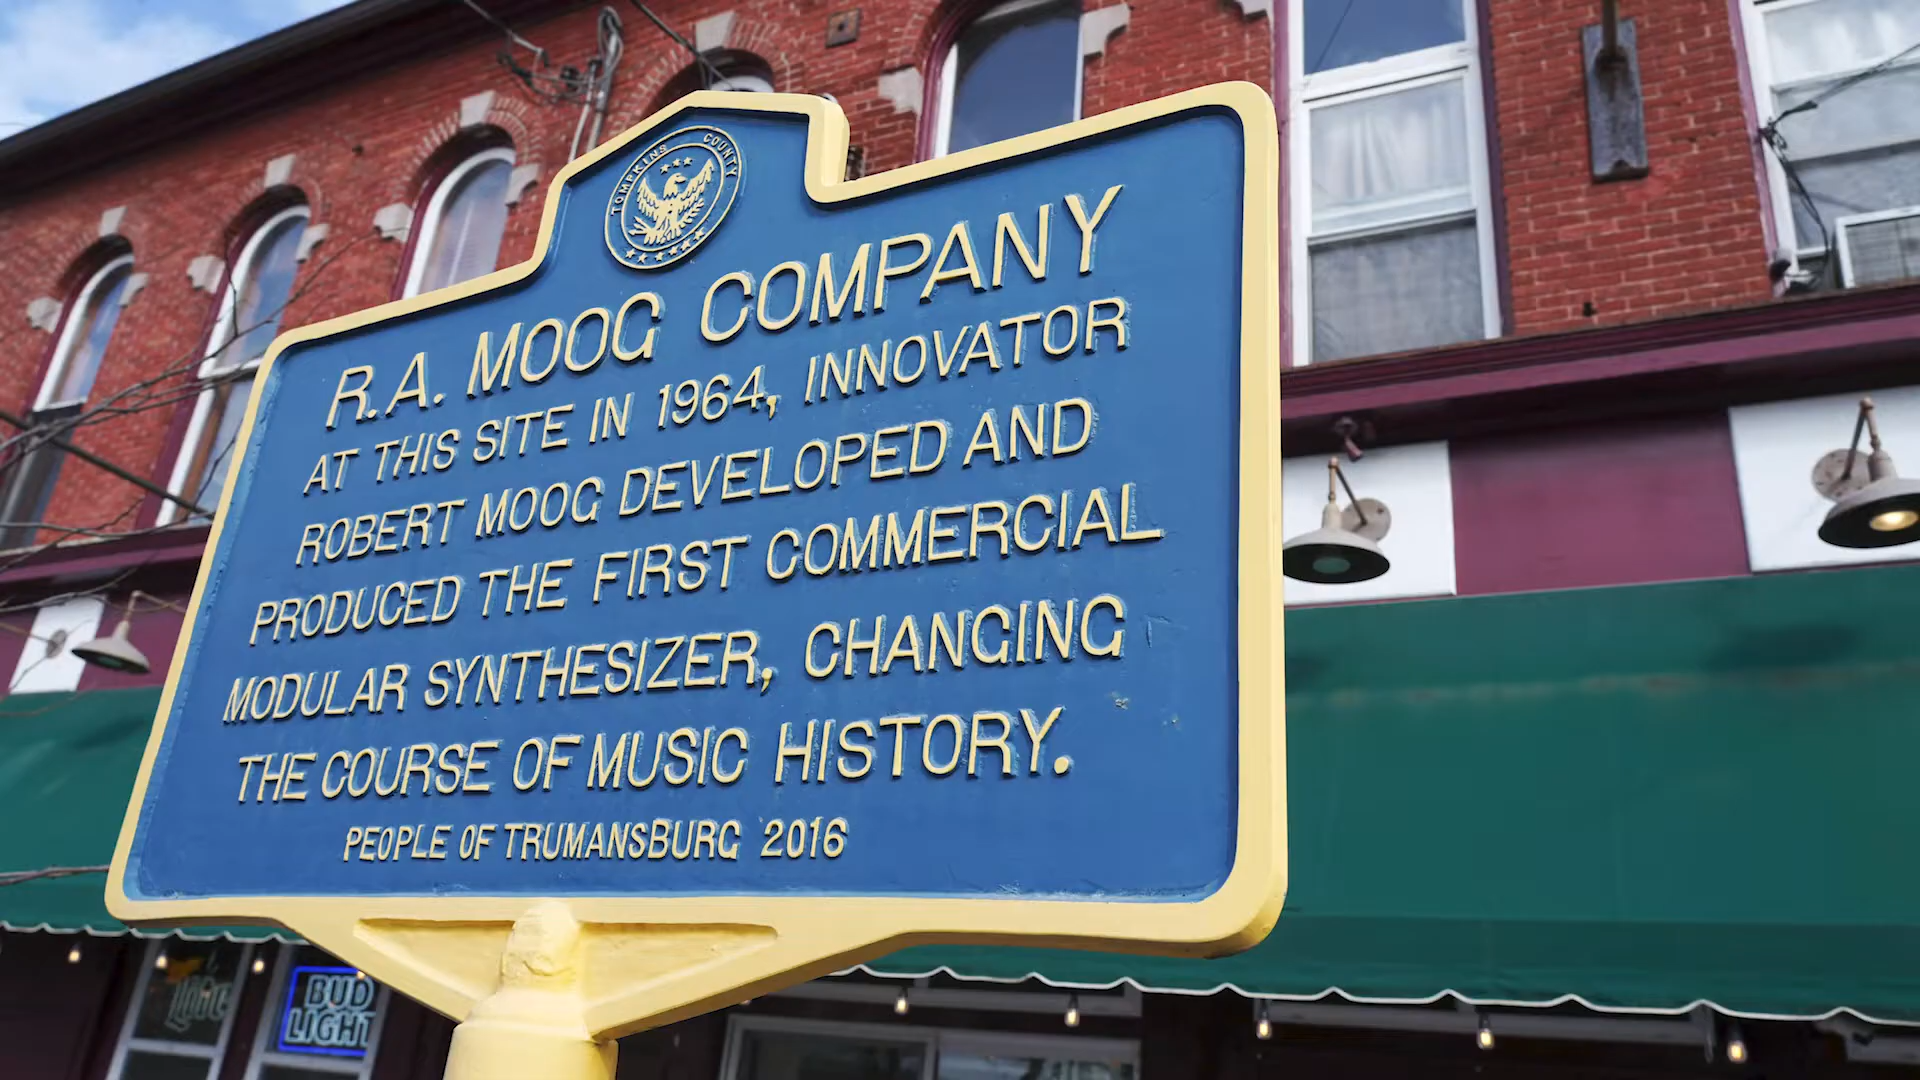 TOMPKINS COUNTY
R.A. MOOG COMPANY
AT THIS SITE IN 1964, INNOVATOR
ROBERT MOOG DEVELOPED AND
PRODUCED THE FIRST COMMERCIAL
MODULAR SYNTHESIZER, CHANGING
THE COURSE OF MUSIC HISTORY.
PEOPLE OF TRUMANSBURG 2016
Lite
BUD
LIGHT